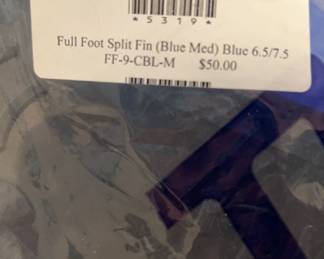 *5319*
Full Foot Split Fin (Blue Med) Blue 6.5/7.5
FF-9-CBL-M $50.00